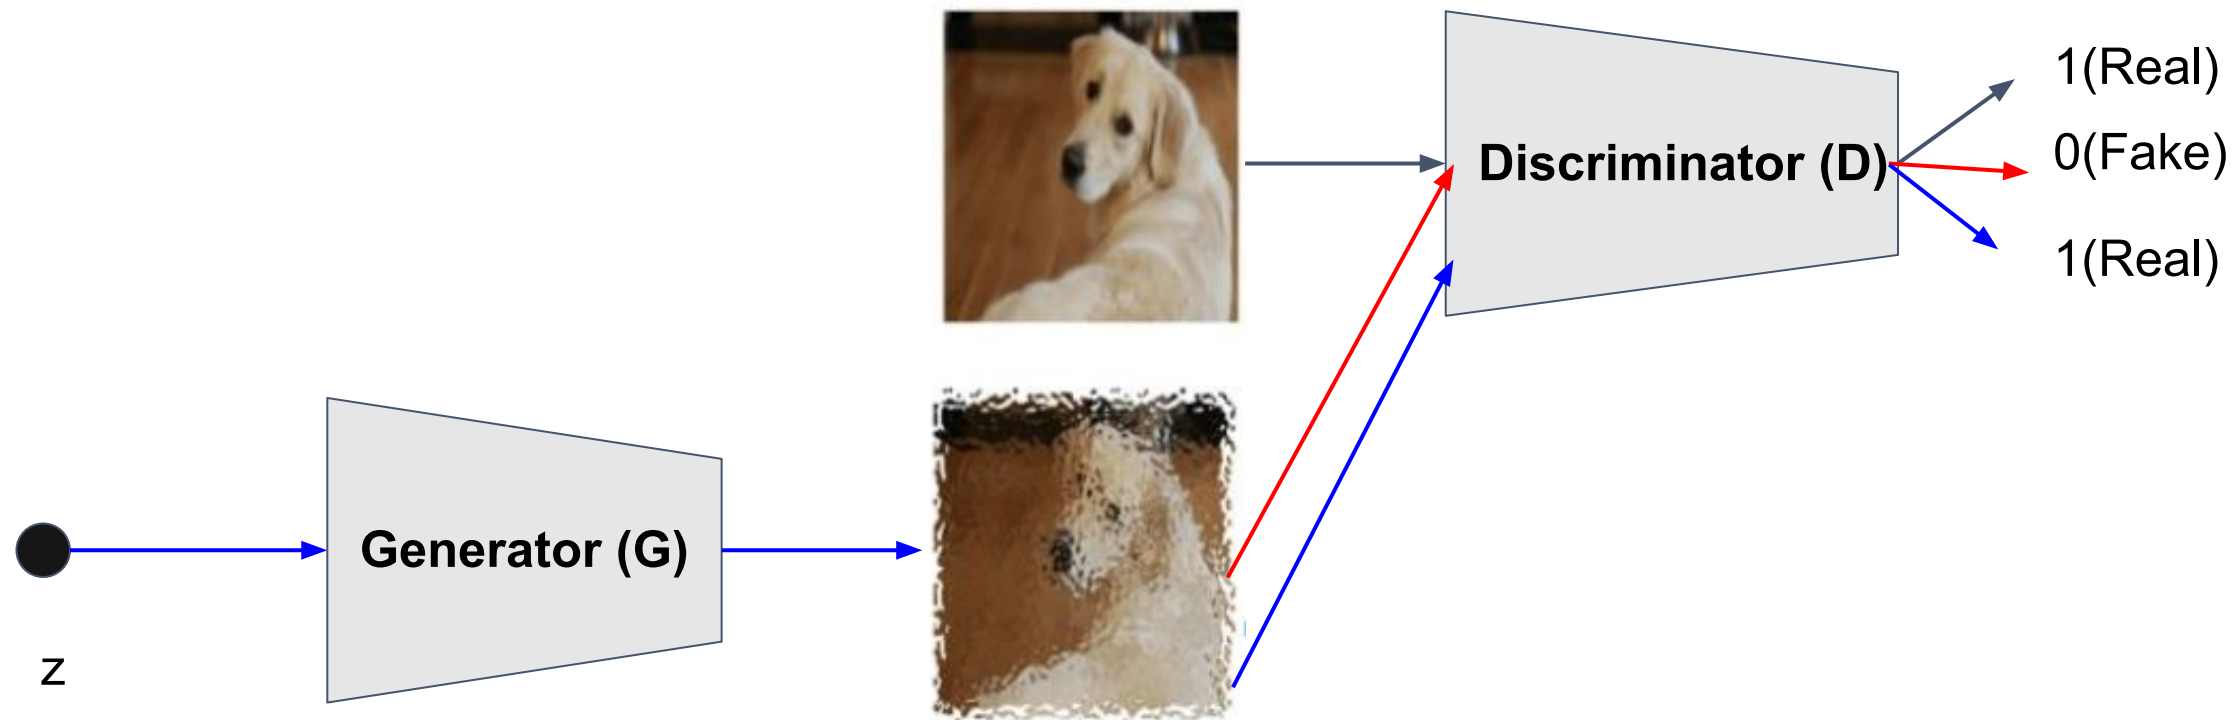 1(Real)
Discriminator (D)
0(Fake)
1(Real)
Generator (G)
z